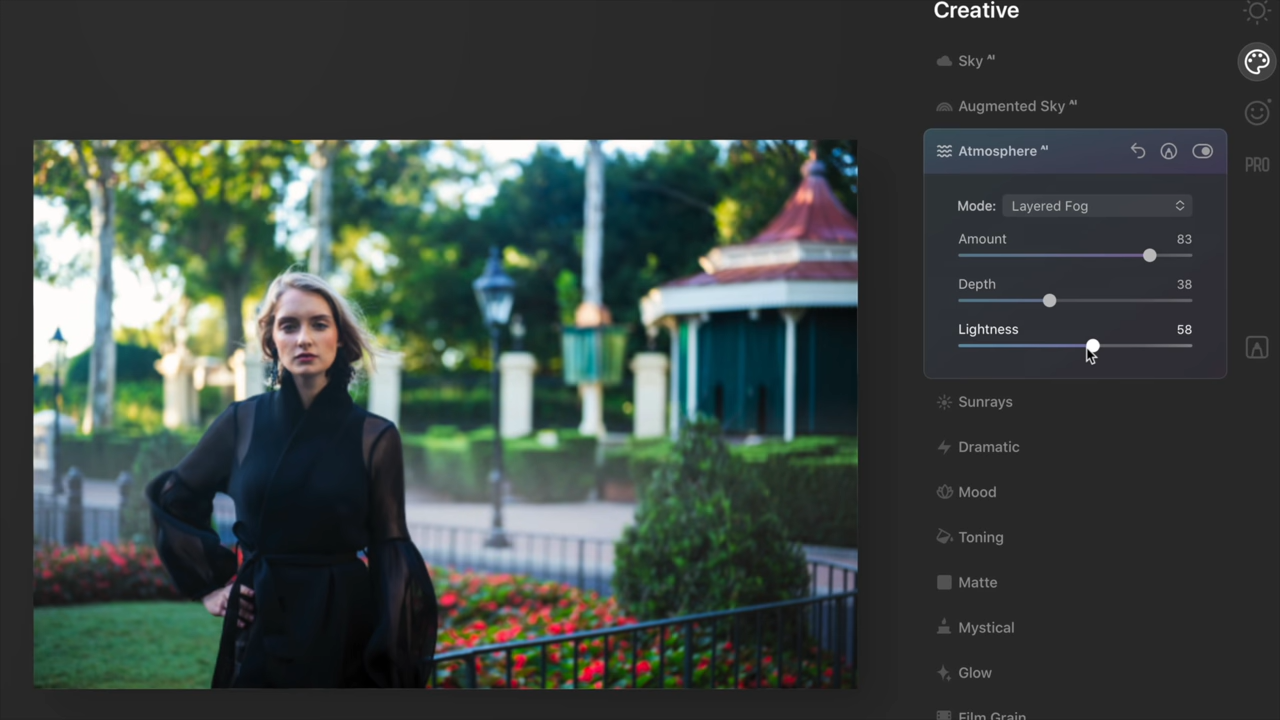 Creative
Sky AI
Augmented Sky AI
Atmosphere AI
PRO
Mode: Layered Fog
Amount 83
Depth 38
Lightness 58
Sunrays
Dramatic
Mood
Toning
Matte
Mystical
Glow
Film Grain